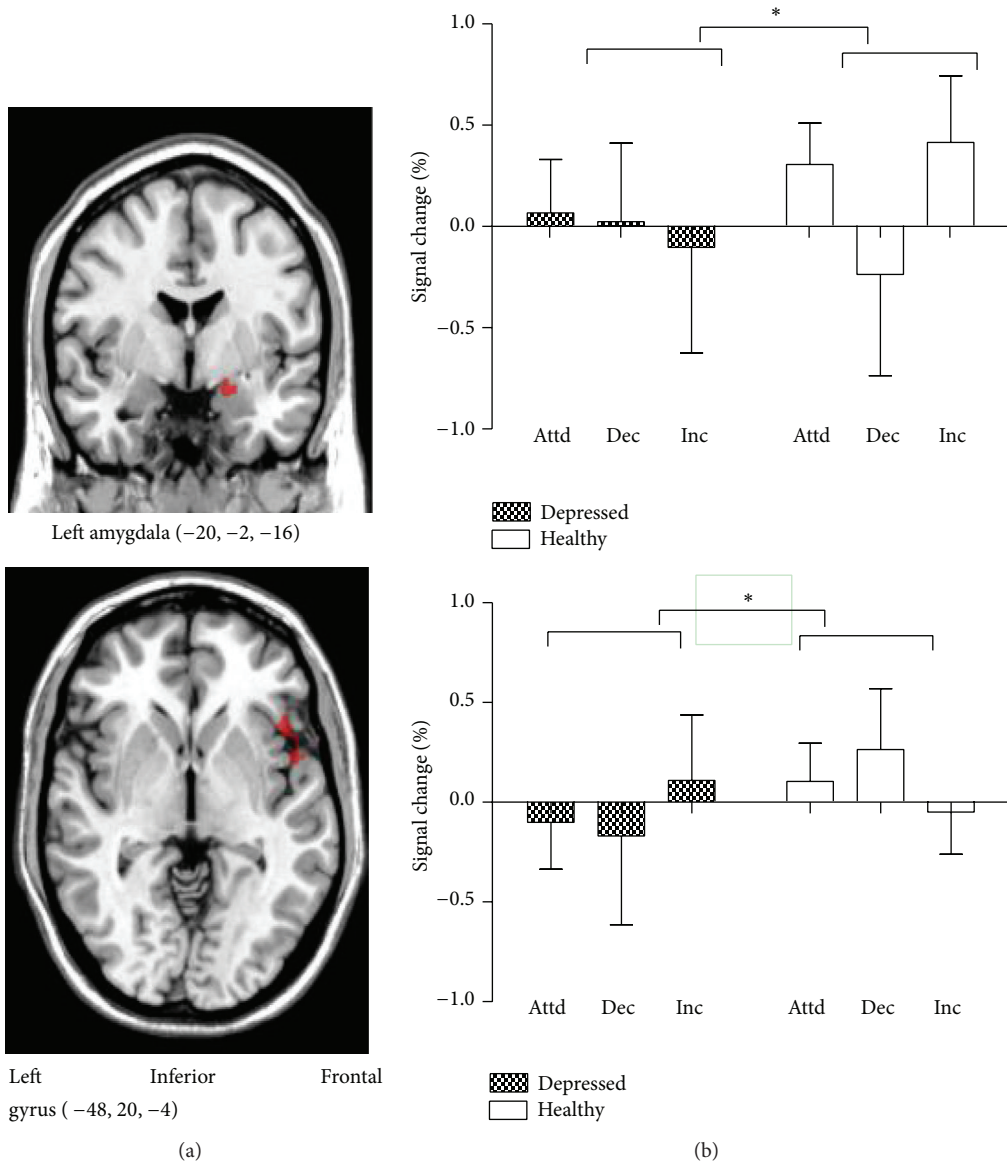 Left amygdala (−20, −2, −16)
Left Inferior Frontal
gyrus ( −48, 20, −4)
(a)
*
1.0
0.5
0.0
−0.5
−1.0
Signal change (%)
Attd Dec Inc Attd Dec Inc
Depressed
Healthy
*
1.0
0.5
0.0
−0.5
−1.0
Signal change (%)
Attd Dec Inc Attd Dec Inc
Depressed
Healthy
(b)